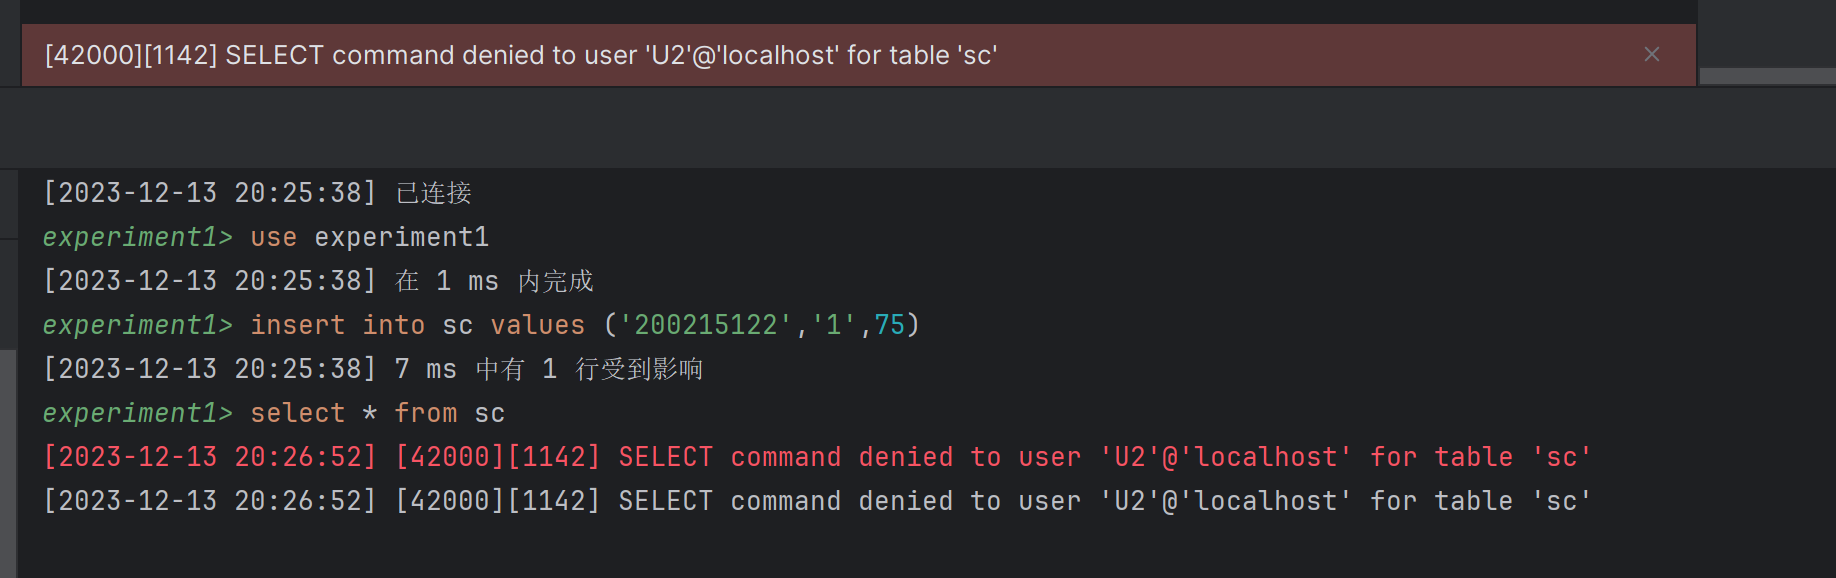 [42000][1142] SELECT command denied to user 'U2'@'localhost' for table 'sc'
[2023-12-13 20:25:38] 已连接
experiment1> use experiment1
[2023-12-13 20:25:38] 在 1 ms 内完成
experiment1> insert into sc values ('200215122','1',75)
[2023-12-13 20:25:38] 7 ms 中有 1 行受到影响
experiment1> select * from sc
[2023-12-13 20:26:52] [42000][1142] SELECT command denied to user 'U2'@'localhost' for table 'sc'
[2023-12-13 20:26:52] [42000][1142] SELECT command denied to user 'U2'@'localhost' for table 'sc'